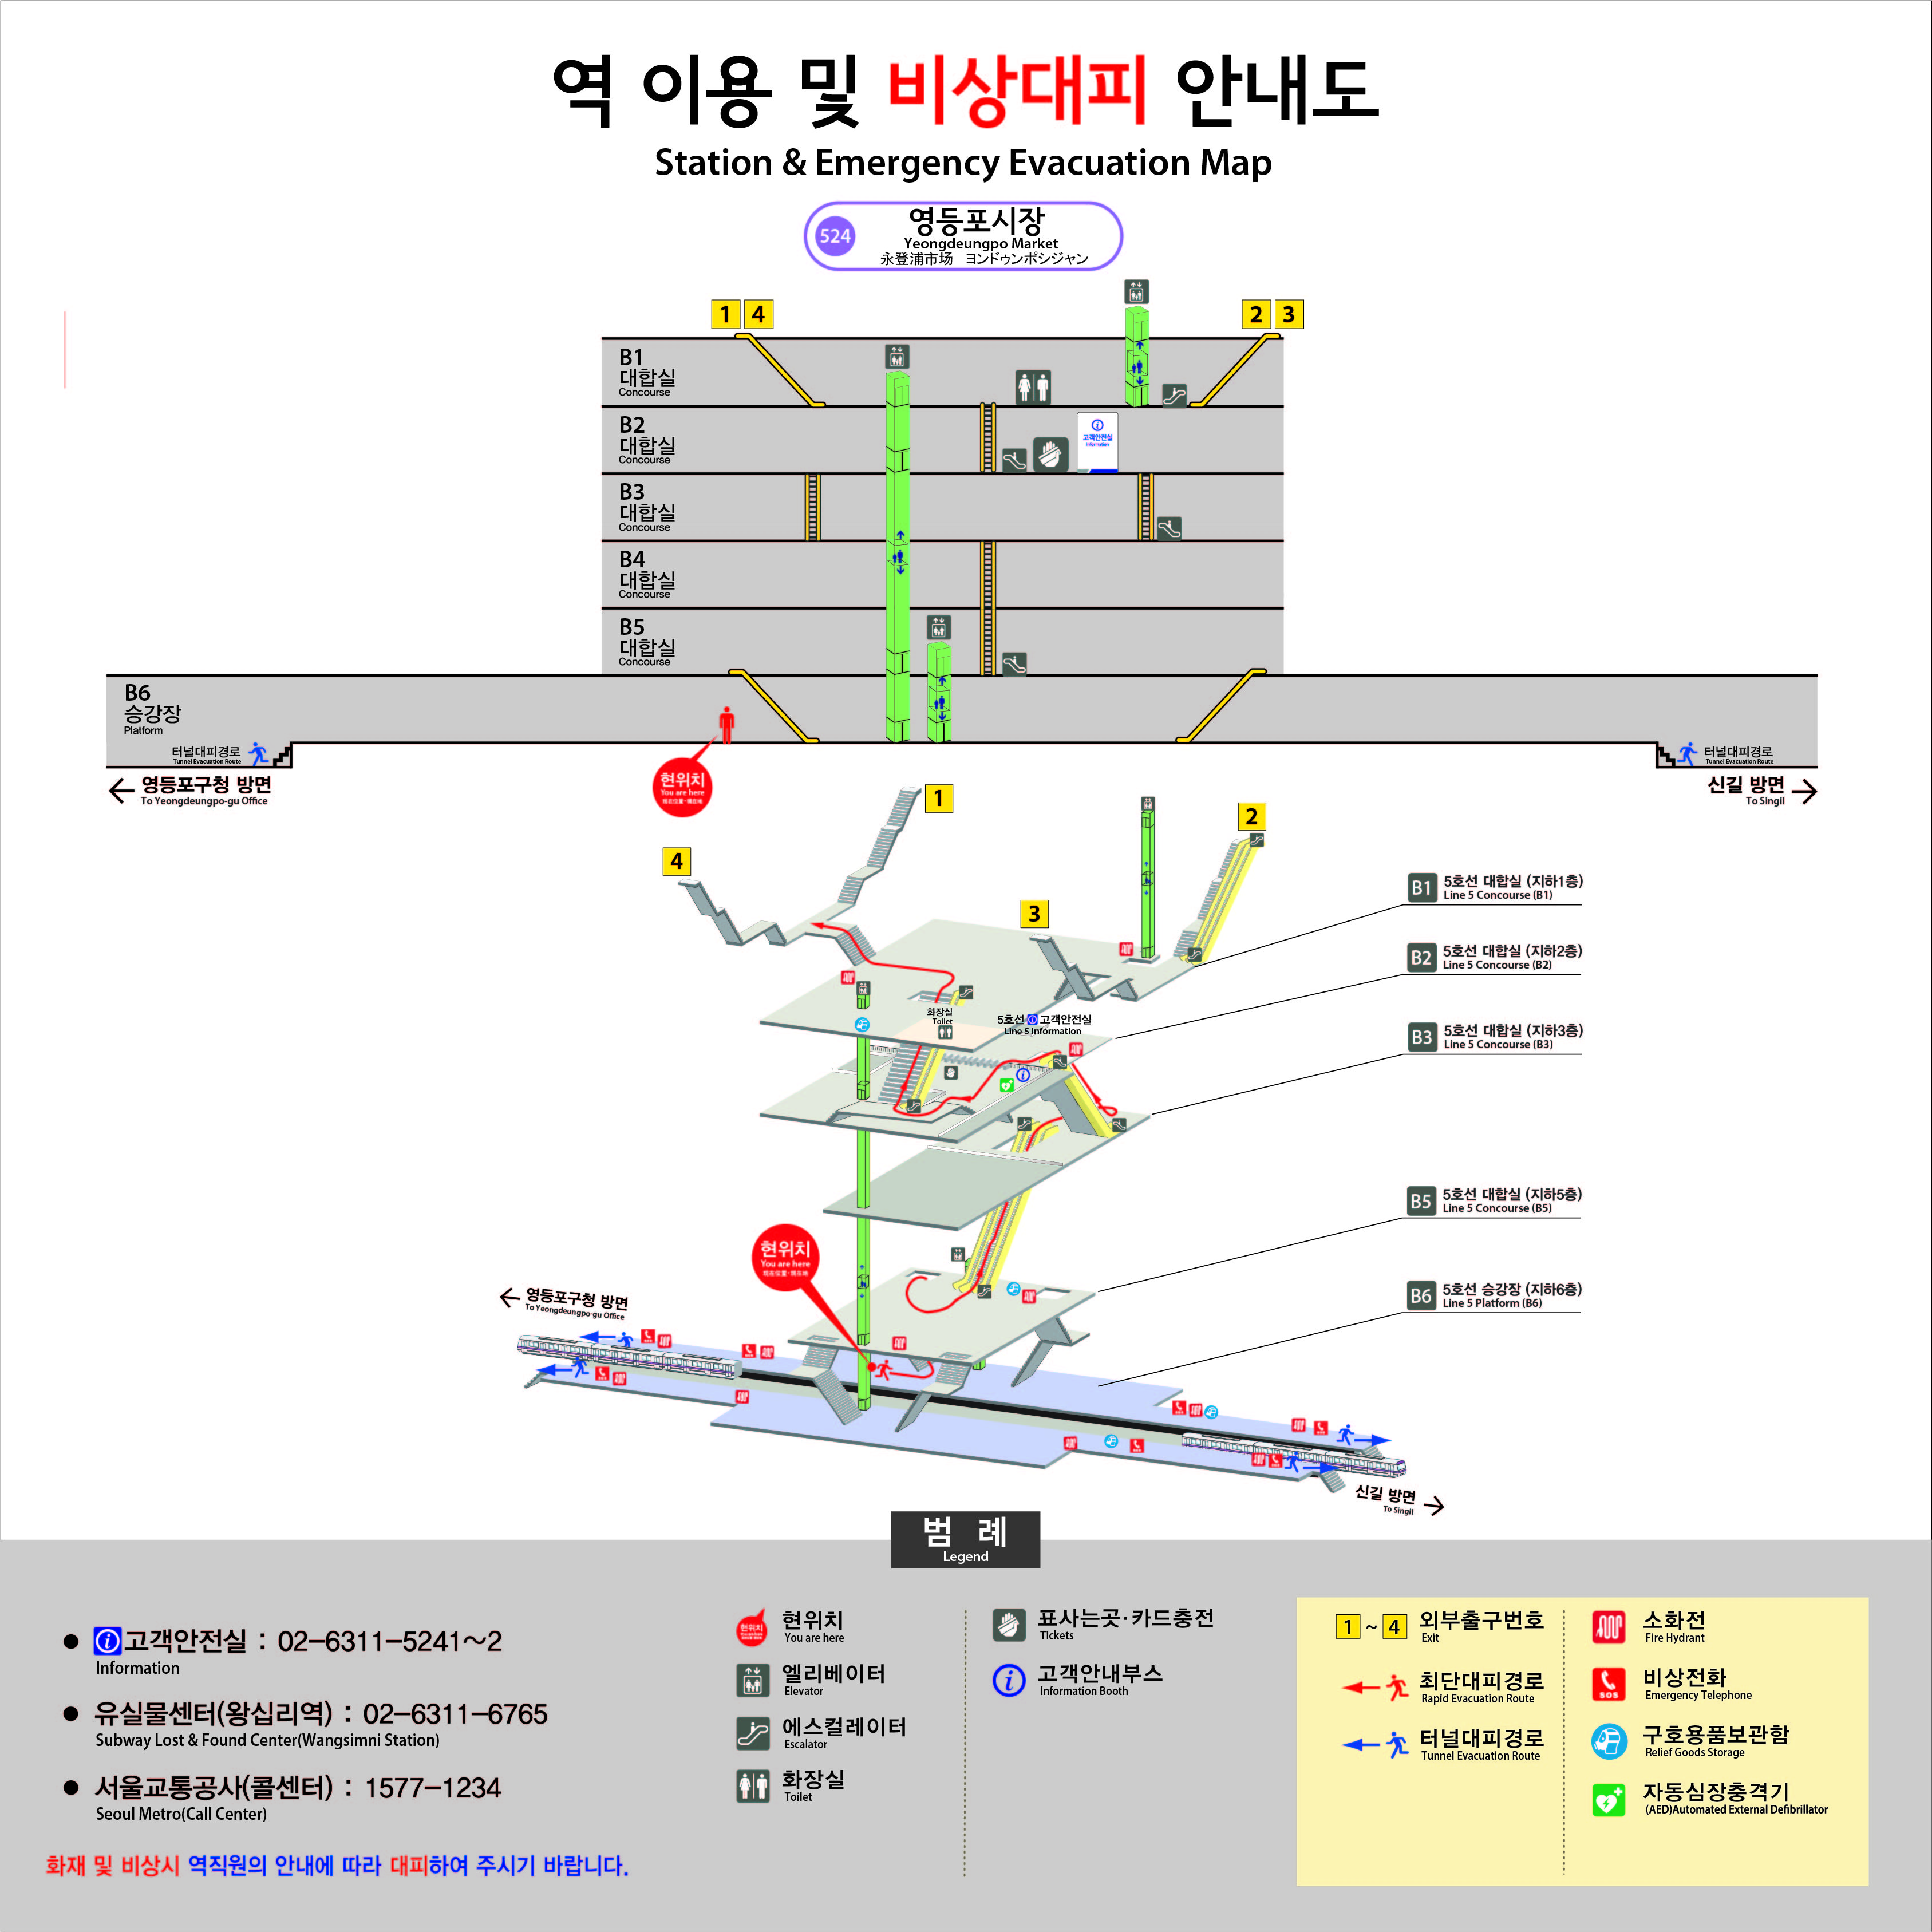 역 이용 및 비상대피 안내도
Station & Emergency Evacuation Map
524
영등포시장
Yeongdeungpo Market
永登浦市场 ヨンドゥンポシジャン
1 4
2 3
B1
대합실
Concourse
B2
대합실
Concourse
고객안전실
Information
B3
대합실
Concourse
B4
대합실
Concourse
B5
대합실
Concourse
B6
승강장
Platform
터널대피경로
Tunnel Evacuation Route
터널대피경로
Tunnel Evacuation Route
← 영등포구청 방면
To Yeongdeungpo-gu Office
현위치
You are here
신길 방면 →
To Singil
1
2
4
3
B1 5호선 대합실 (지하1층)
Line 5 Concourse (B1)
B2 5호선 대합실 (지하2층)
Line 5 Concourse (B2)
화장실
Toilet
5호선 고객안전실
Line 5 Information
B3 5호선 대합실 (지하3층)
Line 5 Concourse (B3)
B5 5호선 대합실 (지하5층)
Line 5 Concourse (B5)
현위치
You are here
B6 5호선 승강장 (지하6층)
Line 5 Platform (B6)
← 영등포구청 방면
To Yeongdeungpo-gu Office
신길 방면 →
To Singil
범 례
Legend
● 고객안전실 : 02-6311-5241~2
Information
● 유실물센터(왕십리역) : 02-6311-6765
Subway Lost & Found Center(Wangsimni Station)
● 서울교통공사(콜센터) : 1577-1234
Seoul Metro(Call Center)
화재 및 비상시 역직원의 안내에 따라 대피하여 주시기 바랍니다.
현위치
현위치
You are here
엘리베이터
Elevator
에스컬레이터
Escalator
화장실
Toilet
표사는곳·카드충전
Tickets
고객안내부스
Information Booth
1 ~ 4 외부출구번호
Exit
최단대피경로
Rapid Evacuation Route
터널대피경로
Tunnel Evacuation Route
소화전
Fire Hydrant
SOS
비상전화
Emergency Telephone
구호용품보관함
Relief Goods Storage
자동심장충격기
(AED)Automated External Defibrillator